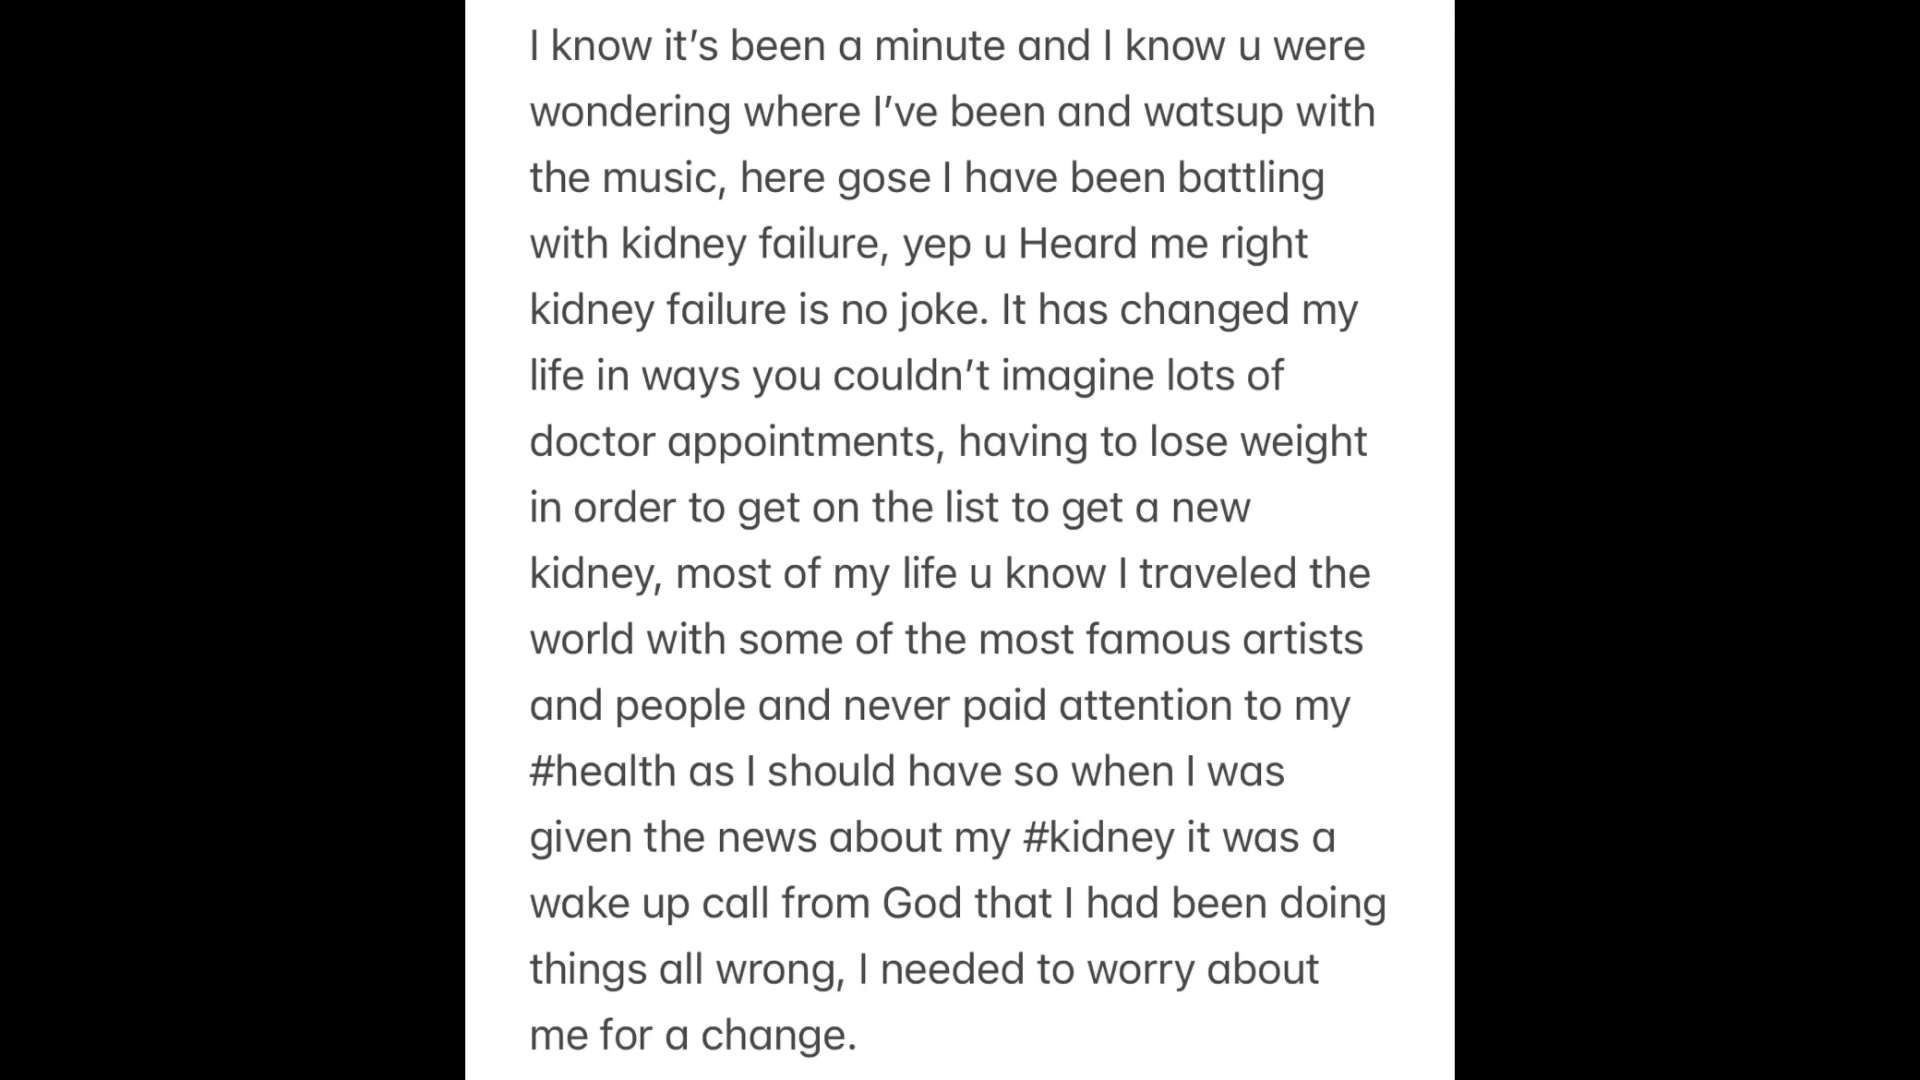 I know it’s been a minute and I know u were
wondering where I’ve been and watsup with
the music, here gose I have been battling
with kidney failure, yep u Heard me right
kidney failure is no joke. It has changed my
life in ways you couldn’t imagine lots of
doctor appointments, having to lose weight
in order to get on the list to get a new
kidney, most of my life u know I traveled the
world with some of the most famous artists
and people and never paid attention to my
#health as I should have so when I was
given the news about my #kidney it was a
wake up call from God that I had been doing
things all wrong, I needed to worry about
me for a change.